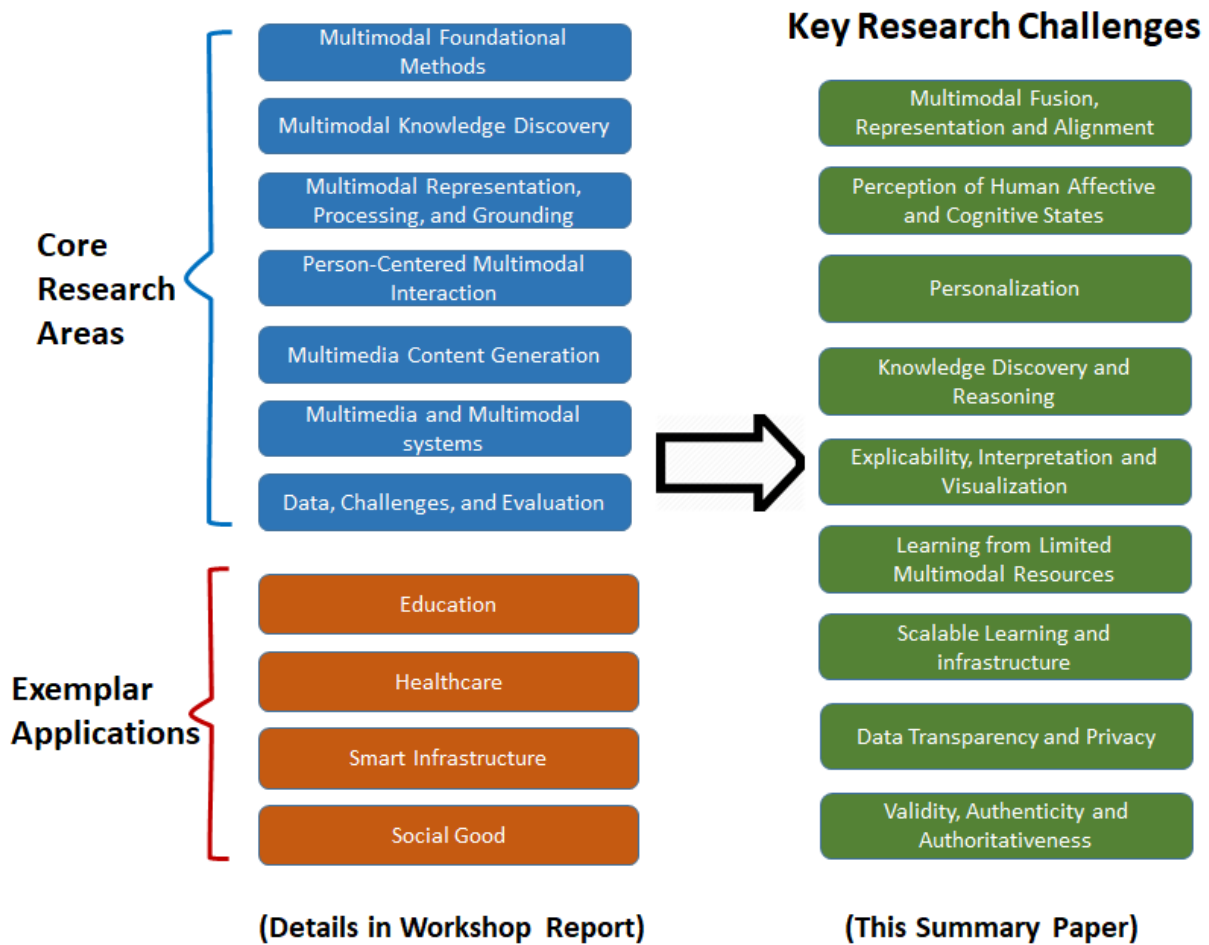 Core
Research
Areas
Multimodal Foundational
Methods
Multimodal Knowledge Discovery
Multimodal Representation,
Processing, and Grounding
Person-Centered Multimodal
Interaction
Multimedia Content Generation
Multimedia and Multimodal
systems
Data, Challenges, and Evaluation
Exemplar
Applications
Education
Healthcare
Smart Infrastructure
Social Good
(Details in Workshop Report)
Key Research Challenges
Multimodal Fusion,
Representation and Alignment
Perception of Human Affective
and Cognitive States
Personalization
Knowledge Discovery and
Reasoning
Explicability, Interpretation and
Visualization
Learning from Limited
Multimodal Resources
Scalable Learning and
infrastructure
Data Transparency and Privacy
Validity, Authenticity and
Authoritativeness
(This Summary Paper)